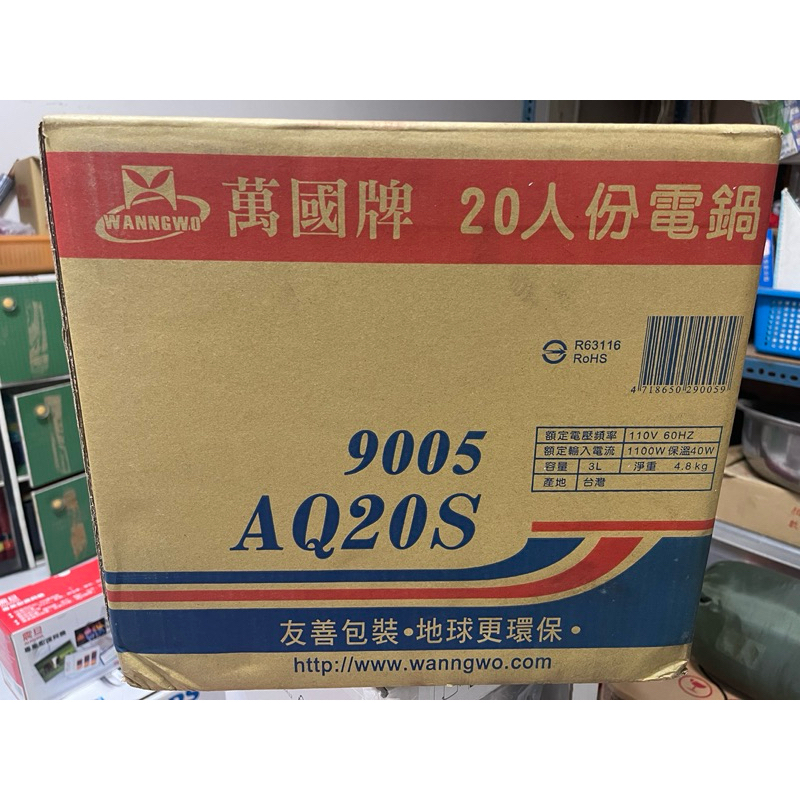 WANNGWO 萬國牌 20人份電鍋
R63116
RoHS
4 718650 290059
9005
AQ20S
額定電壓頻率 110V 60HZ
額定輸入電流 1100W 保溫40W
容量 3L 淨重 4.8kg
產地 台灣
友善包裝•地球更環保•
http://www.wanngwo.com